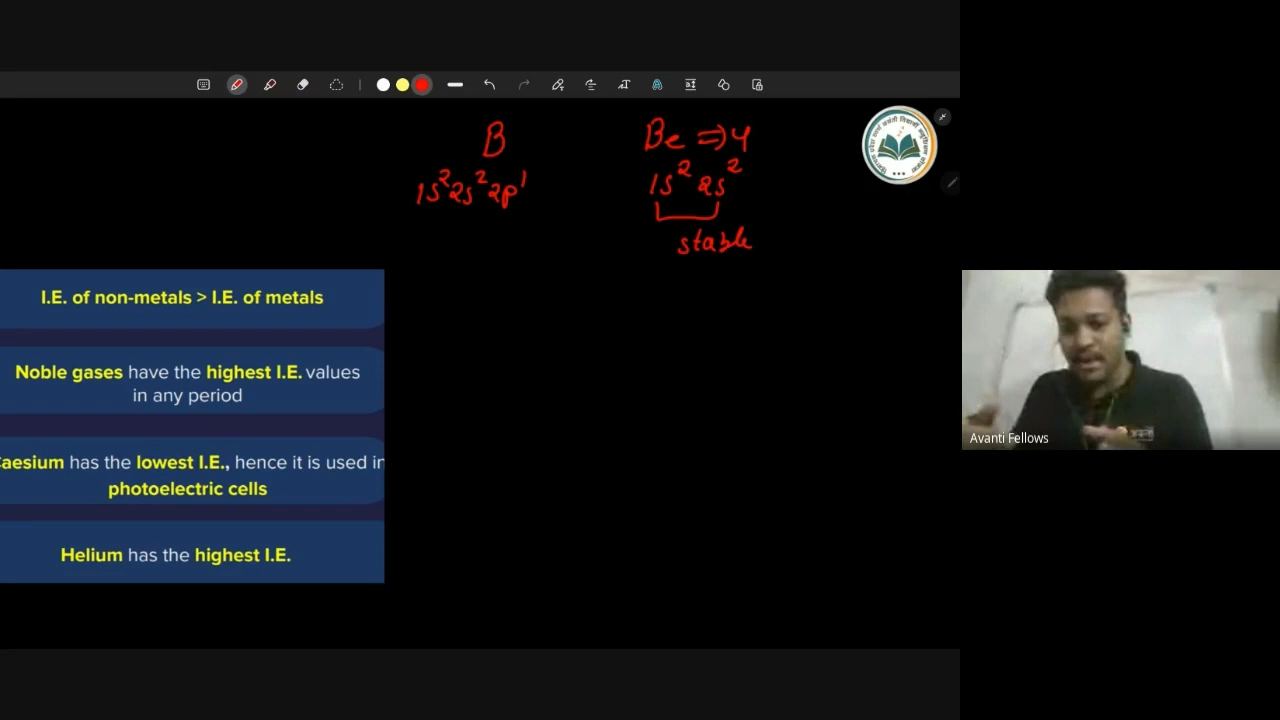 B
1s²2s²2p¹
Be ⇒ 4
1s² 2s²
stable
I.E. of non-metals > I.E. of metals
Noble gases have the highest I.E. values
in any period
aesium has the lowest I.E., hence it is used in
photoelectric cells
Helium has the highest I.E.
Avanti Fellows